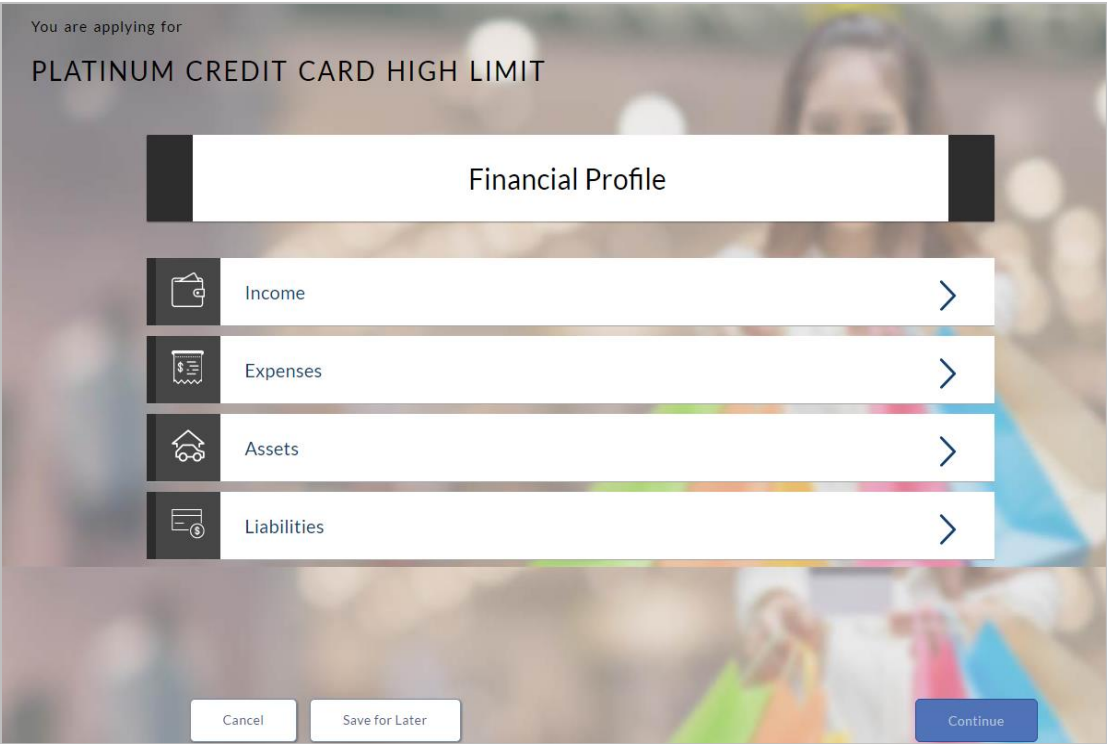 You are applying for
PLATINUM CREDIT CARD HIGH LIMIT
Financial Profile
Income
Expenses
Assets
Liabilities
Cancel
Save for Later
Continue